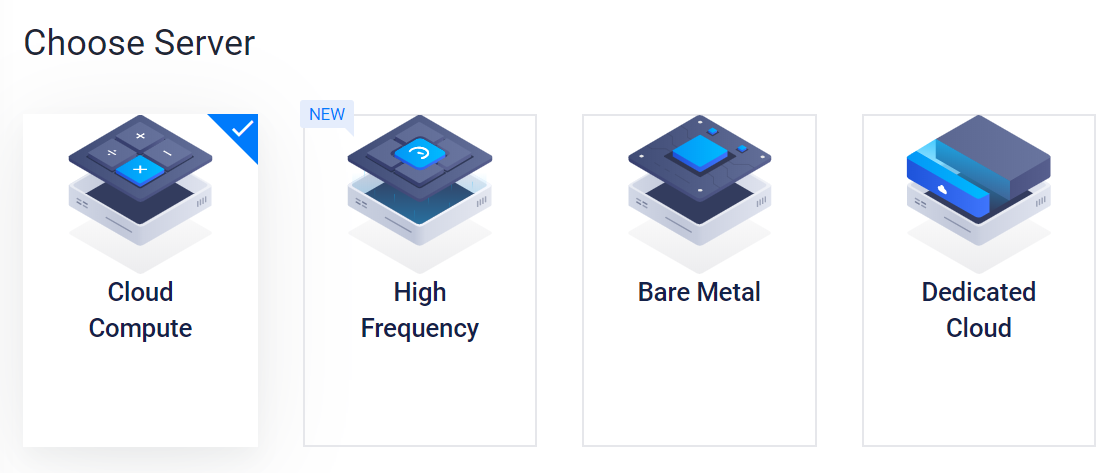 Choose Server
NEW
Cloud
Compute
High
Frequency
Bare Metal
Dedicated
Cloud